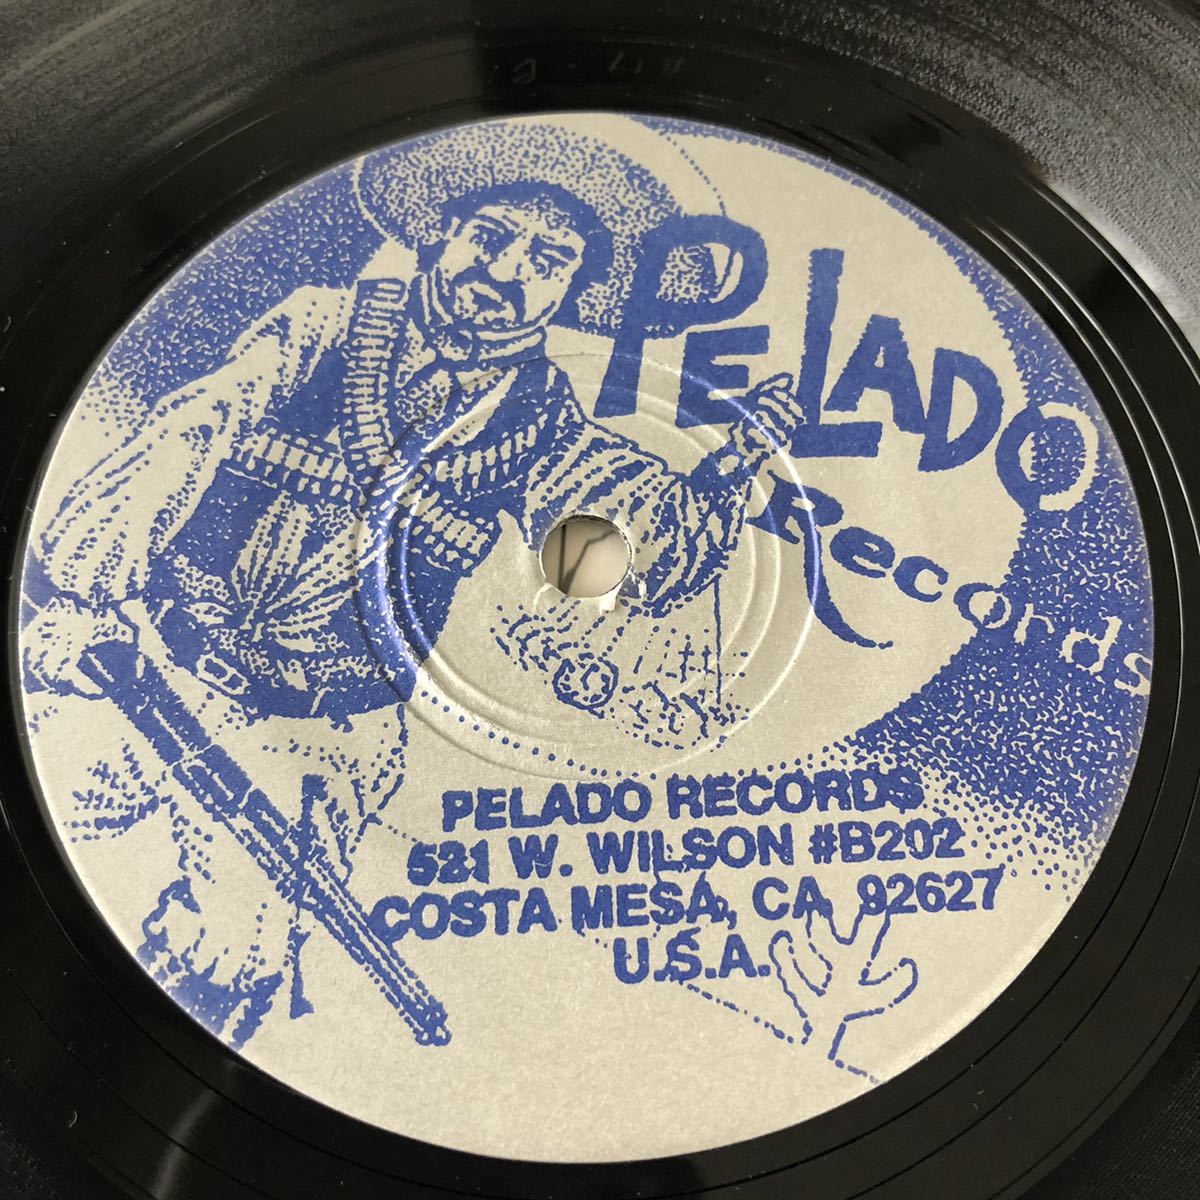 PELADO
Records
PELADO RECORDS
521 W. WILSON #B202
COSTA MESA, CA 92627
U.S.A.